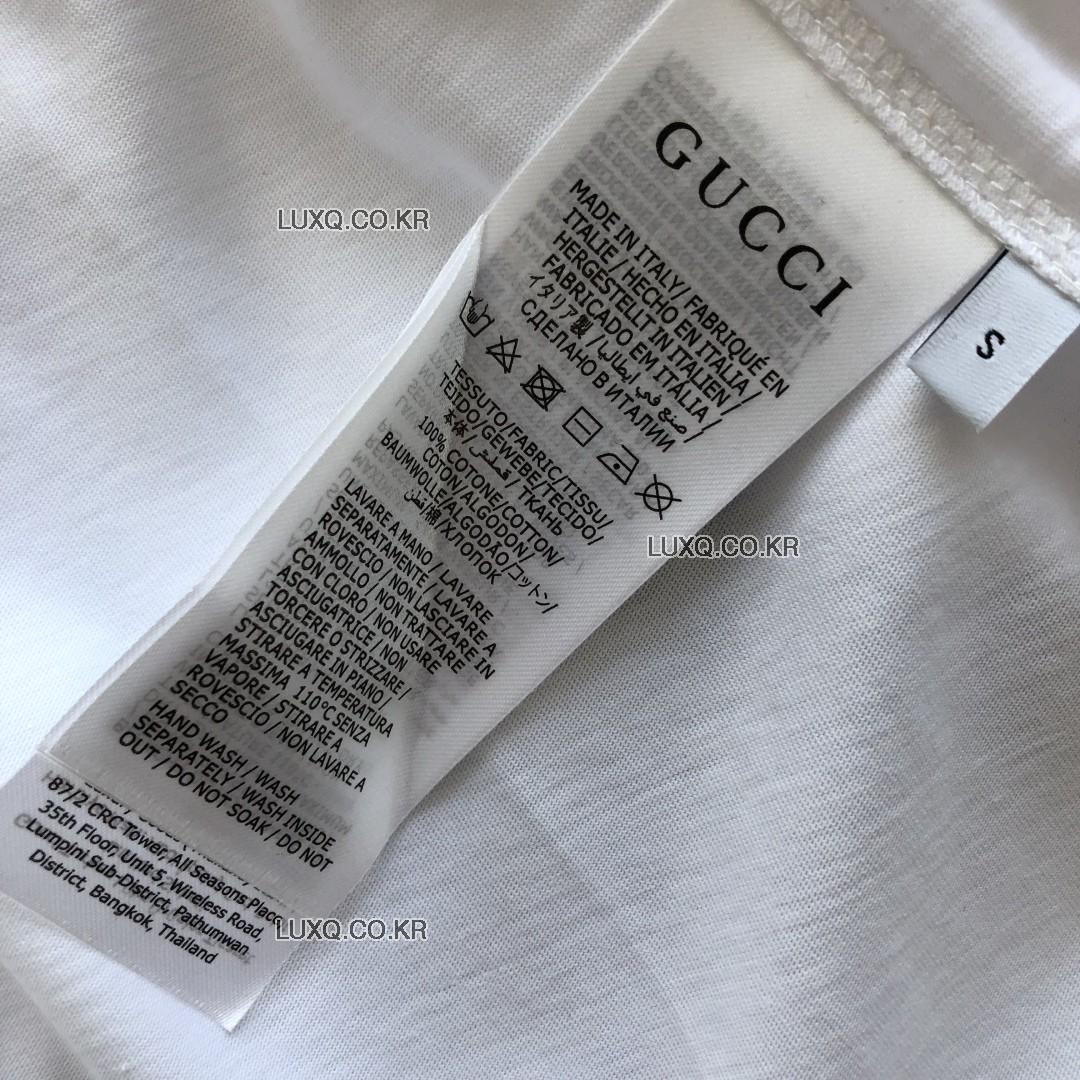 GUCCI
MADE IN ITALY/ FABRIQUÉ EN
ITALIE / HECHO EN ITALIA /
HERGESTELLT IN ITALIEN /
FABRICADO EM ITÁLIA /
イタリア製 / صنع في إيطاليا /
СДЕЛАНО В ИТАЛИИ
S
TESSUTO/FABRIC/TISSU/
TEJIDO/GEWEBE/TECIDO/
本体/ قماش / ТКАНЬ
100% COTONE/COTTON/
COTON/ALGODON/
BAUMWOLLE/ALGODÃO/コットン/
قطن/棉/ХЛОПОК
LAVARE A MANO / LAVARE
SEPARATAMENTE / LAVARE A
ROVESCIO / NON LASCIARE IN
AMMOLLO / NON TRATTARE
CON CLORO / NON USARE
ASCIUGATRICE / NON
TORCERE O STRIZZARE /
ASCIUGARE IN PIANO /
STIRARE A TEMPERATURA
MASSIMA 110°C SENZA
VAPORE / STIRARE A
ROVESCIO / NON LAVARE A
SECCO
HAND WASH / WASH
SEPARATELY / WASH INSIDE
OUT / DO NOT SOAK / DO NOT
87/2 CRC Tower, All Seasons Place
35th Floor, Unit 5, Wireless Road,
Lumpini Sub-District, Pathumwan
District, Bangkok, Thailand
LUXQ.CO.KR
LUXQ.CO.KR
LUXQ.CO.KR